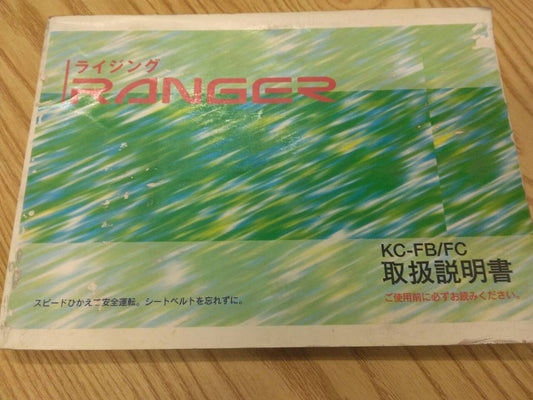 ライジング
RANGER
KC-FB/FC
取扱説明書
ご使用前に必ずお読みください。
スピードひかえて安全運転。シートベルトを忘れずに。